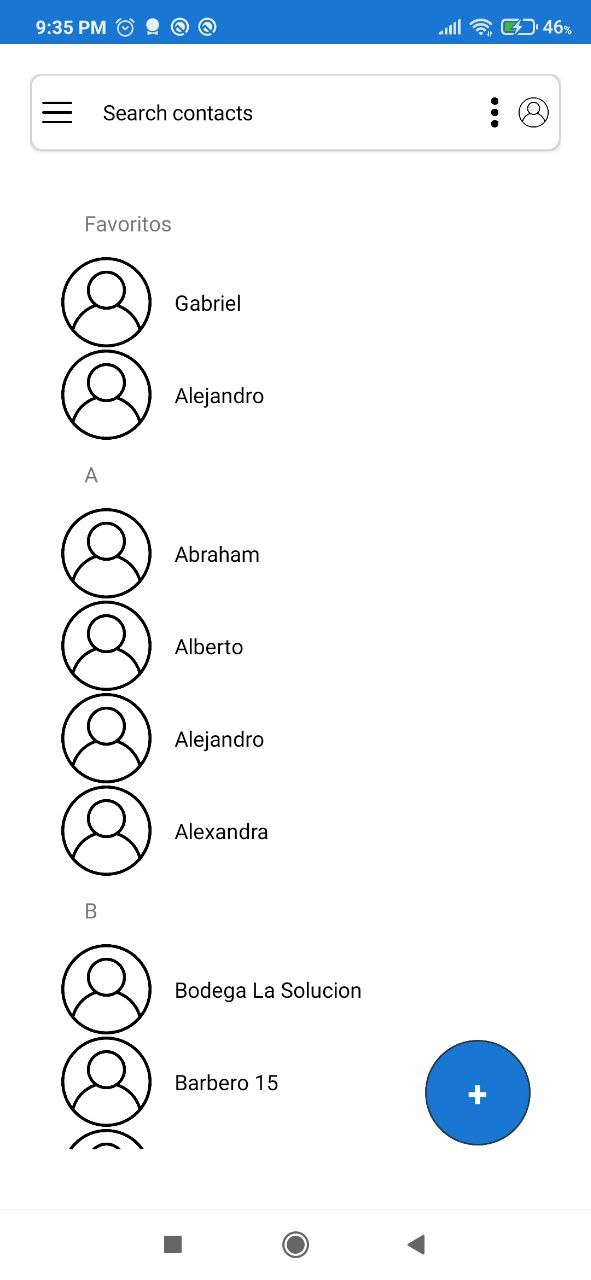 9:35 PM 46%
Search contacts
Favoritos
Gabriel
Alejandro
A
Abraham
Alberto
Alejandro
Alexandra
B
Bodega La Solucion
Barbero 15
+